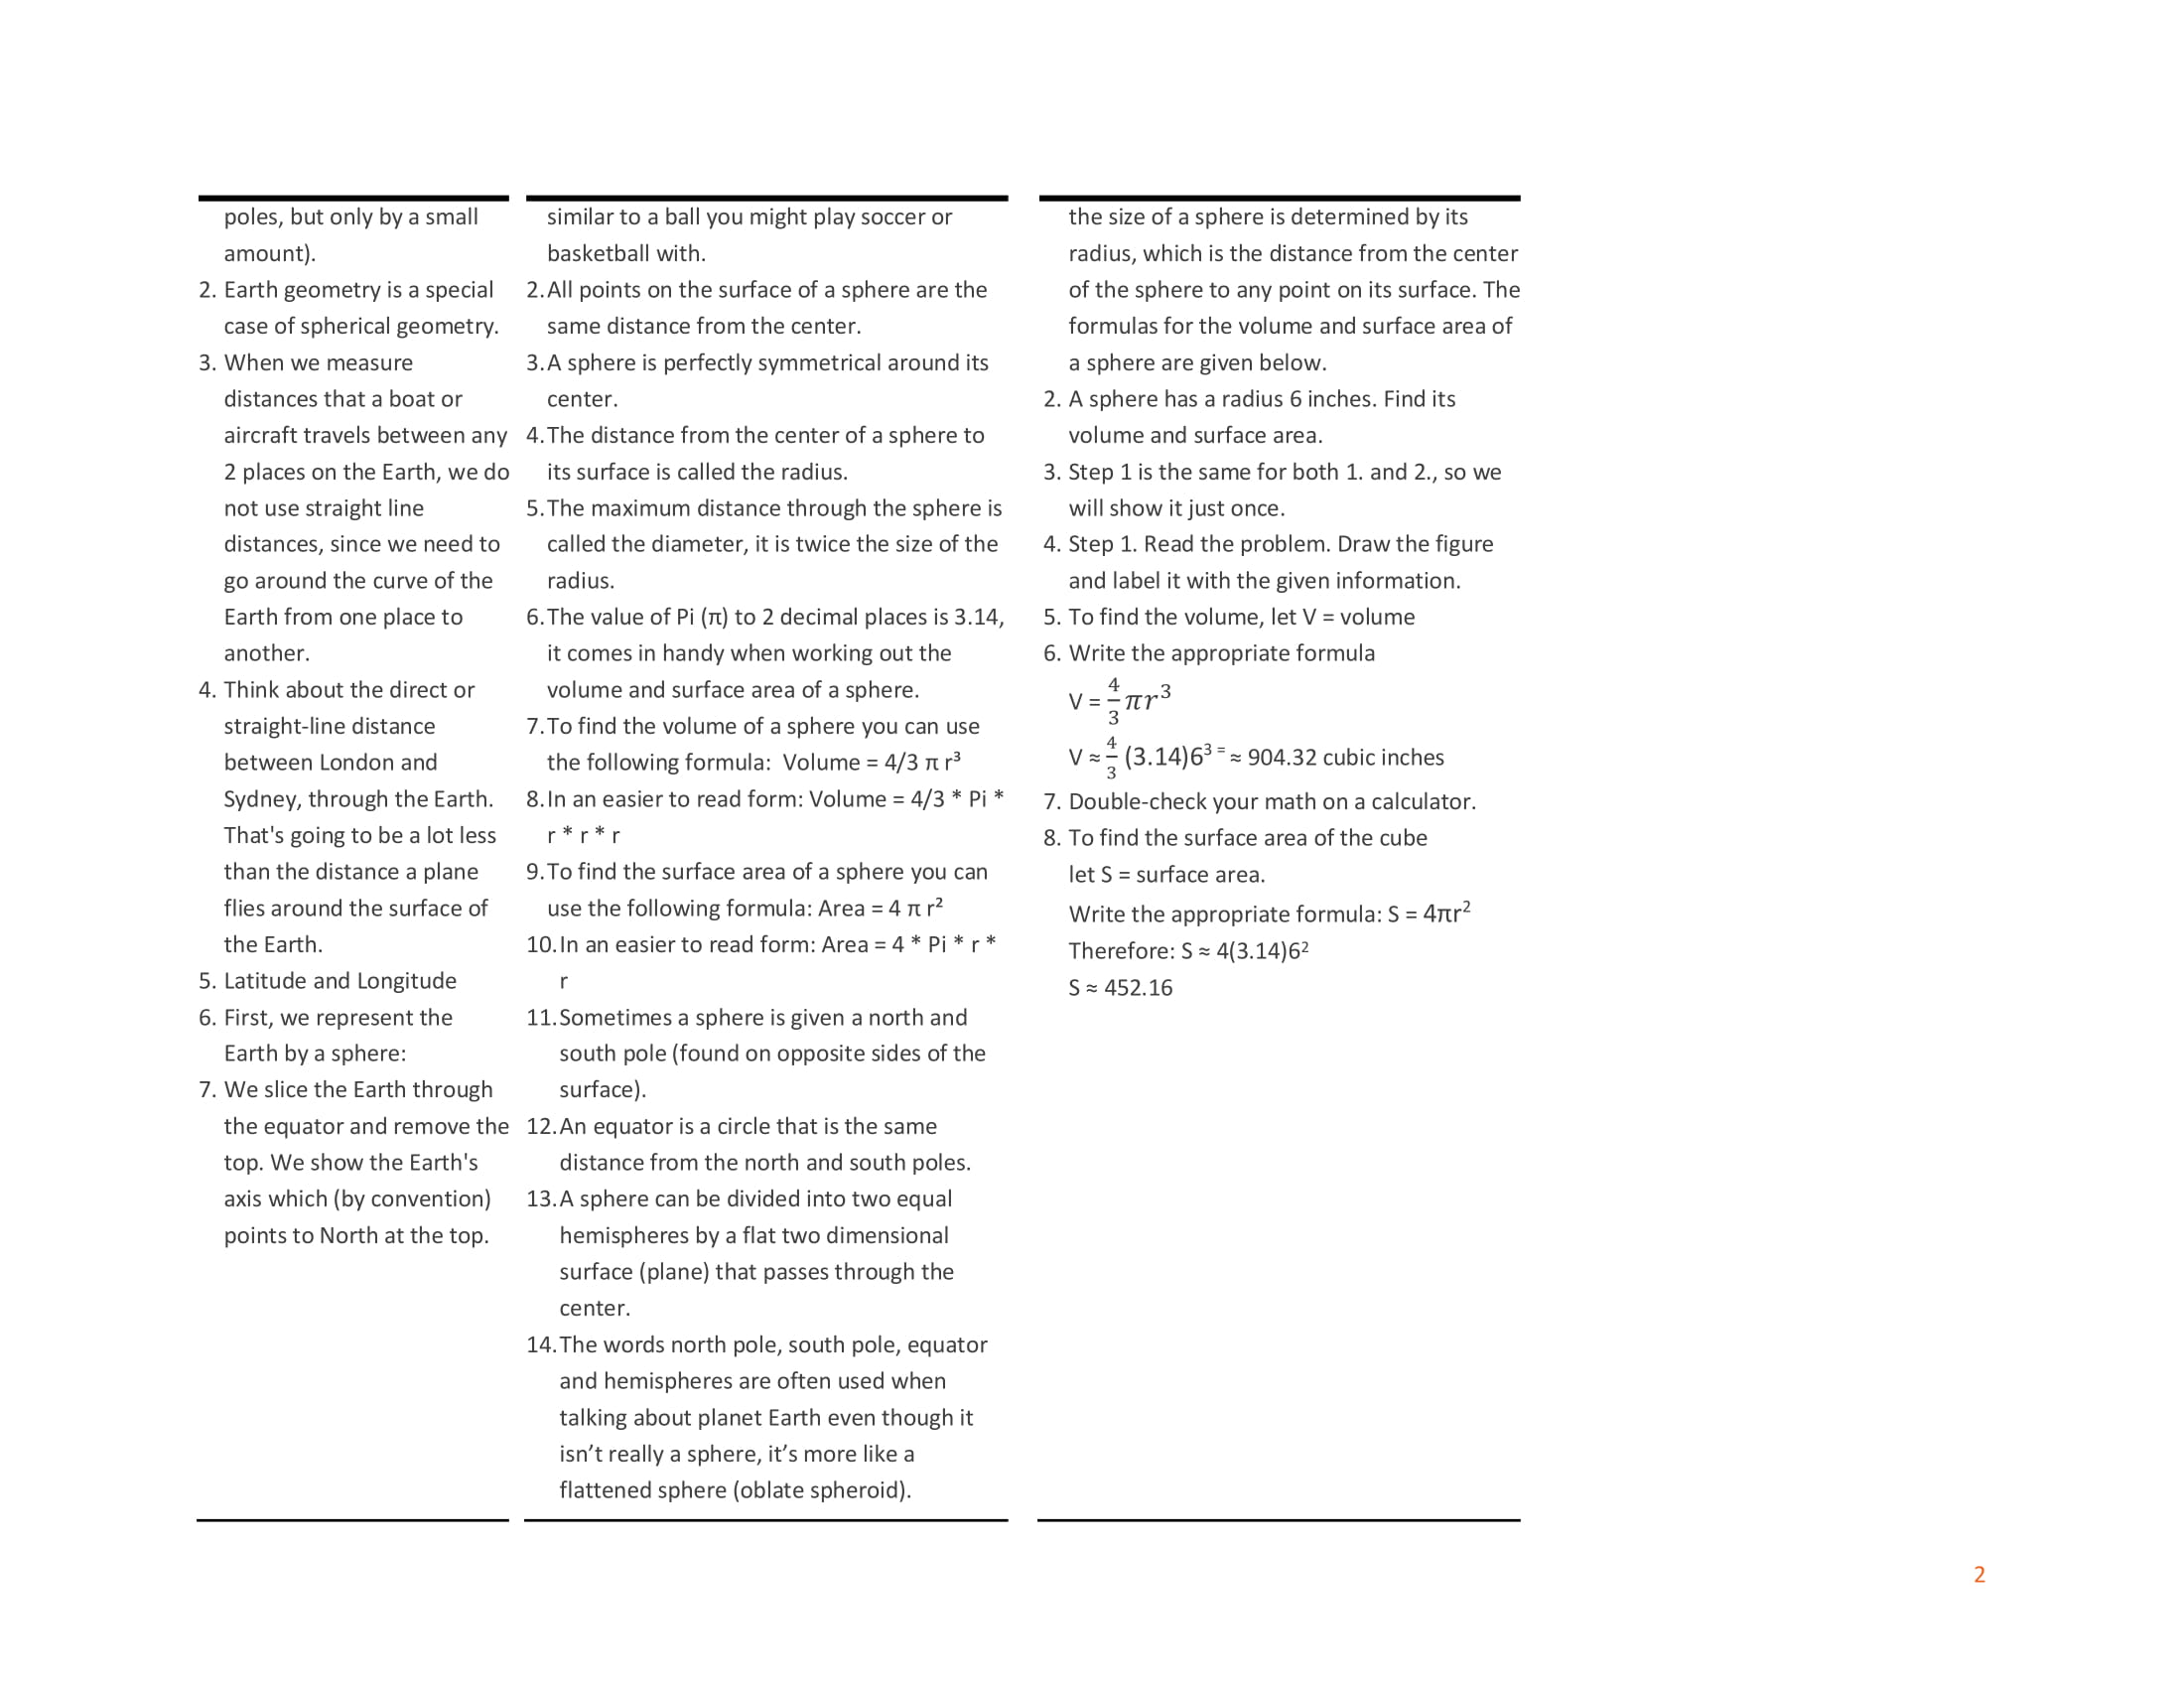 poles, but only by a small
amount).
2. Earth geometry is a special
case of spherical geometry.
3. When we measure
distances that a boat or
aircraft travels between any
2 places on the Earth, we do
not use straight line
distances, since we need to
go around the curve of the
Earth from one place to
another.
4. Think about the direct or
straight-line distance
between London and
Sydney, through the Earth.
That's going to be a lot less
than the distance a plane
flies around the surface of
the Earth.
5. Latitude and Longitude
6. First, we represent the
Earth by a sphere:
7. We slice the Earth through
the equator and remove the
top. We show the Earth's
axis which (by convention)
points to North at the top.
similar to a ball you might play soccer or
basketball with.
2. All points on the surface of a sphere are the
same distance from the center.
3. A sphere is perfectly symmetrical around its
center.
4. The distance from the center of a sphere to
its surface is called the radius.
5. The maximum distance through the sphere is
called the diameter, it is twice the size of the
radius.
6. The value of Pi (π) to 2 decimal places is 3.14,
it comes in handy when working out the
volume and surface area of a sphere.
7. To find the volume of a sphere you can use
the following formula:  Volume = 4/3 π r³
8. In an easier to read form: Volume = 4/3 * Pi *
r * r * r
9. To find the surface area of a sphere you can
use the following formula: Area = 4 π r²
10. In an easier to read form: Area = 4 * Pi * r *
r
11. Sometimes a sphere is given a north and
south pole (found on opposite sides of the
surface).
12. An equator is a circle that is the same
distance from the north and south poles.
13. A sphere can be divided into two equal
hemispheres by a flat two dimensional
surface (plane) that passes through the
center.
14. The words north pole, south pole, equator
and hemispheres are often used when
talking about planet Earth even though it
isn’t really a sphere, it’s more like a
flattened sphere (oblate spheroid).
the size of a sphere is determined by its
radius, which is the distance from the center
of the sphere to any point on its surface. The
formulas for the volume and surface area of
a sphere are given below.
2. A sphere has a radius 6 inches. Find its
volume and surface area.
3. Step 1 is the same for both 1. and 2., so we
will show it just once.
4. Step 1. Read the problem. Draw the figure
and label it with the given information.
5. To find the volume, let V = volume
6. Write the appropriate formula
V = 4/3 πr³
V ≈ 4/3 (3.14)6³ ⁼ ≈ 904.32 cubic inches
7. Double-check your math on a calculator.
8. To find the surface area of the cube
let S = surface area.
Write the appropriate formula: S = 4πr²
Therefore: S ≈ 4(3.14)6²
S ≈ 452.16
2